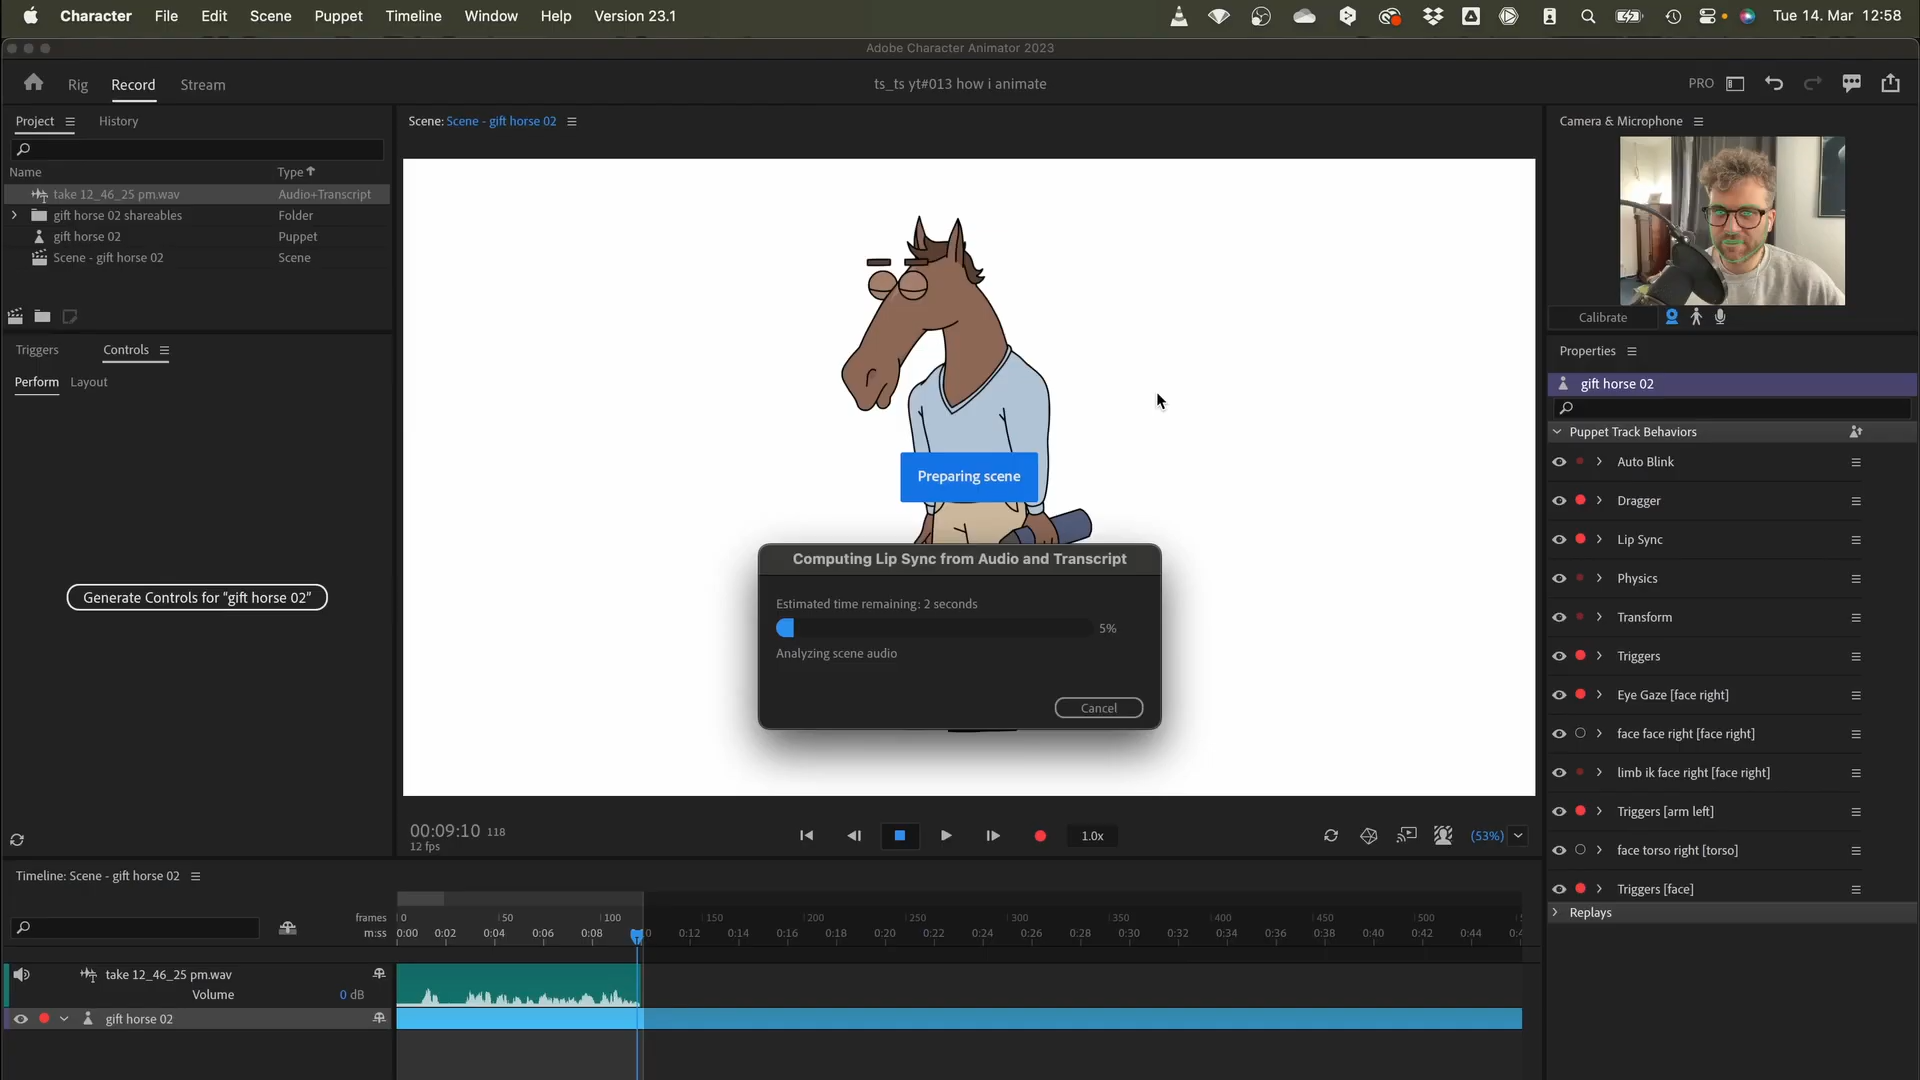 Character File Edit Scene Puppet Timeline Window Help Version 23.1 Tue 14. Mar 12:58
Adobe Character Animator 2023
Rig Record Stream ts_ts yt#013 how i animate PRO
Project History Scene: Scene - gift horse 02 Camera & Microphone
Name Type
take 12_46_25 pm.wav Audio+Transcript
gift horse 02 shareables Folder
gift horse 02 Puppet
Scene - gift horse 02 Scene
Calibrate
Triggers Controls
Perform Layout
Generate Controls for "gift horse 02"
Preparing scene
Computing Lip Sync from Audio and Transcript
Estimated time remaining: 2 seconds
5%
Analyzing scene audio
Cancel
Properties
gift horse 02
Puppet Track Behaviors
Auto Blink
Dragger
Lip Sync
Physics
Transform
Triggers
Eye Gaze [face right]
face face right [face right]
limb ik face right [face right]
Triggers [arm left]
face torso right [torso]
Triggers [face]
Replays
00:09:10 118
12 fps
1.0x
(53%)
Timeline: Scene - gift horse 02
frames 0 50 100 150 200 250 300 350 400 450 500
m:ss 0:00 0:02 0:04 0:06 0:08 0:12 0:14 0:16 0:18 0:20 0:22 0:24 0:26 0:28 0:30 0:32 0:34 0:36 0:38 0:40 0:42 0:44
take 12_46_25 pm.wav
Volume 0 dB
gift horse 02